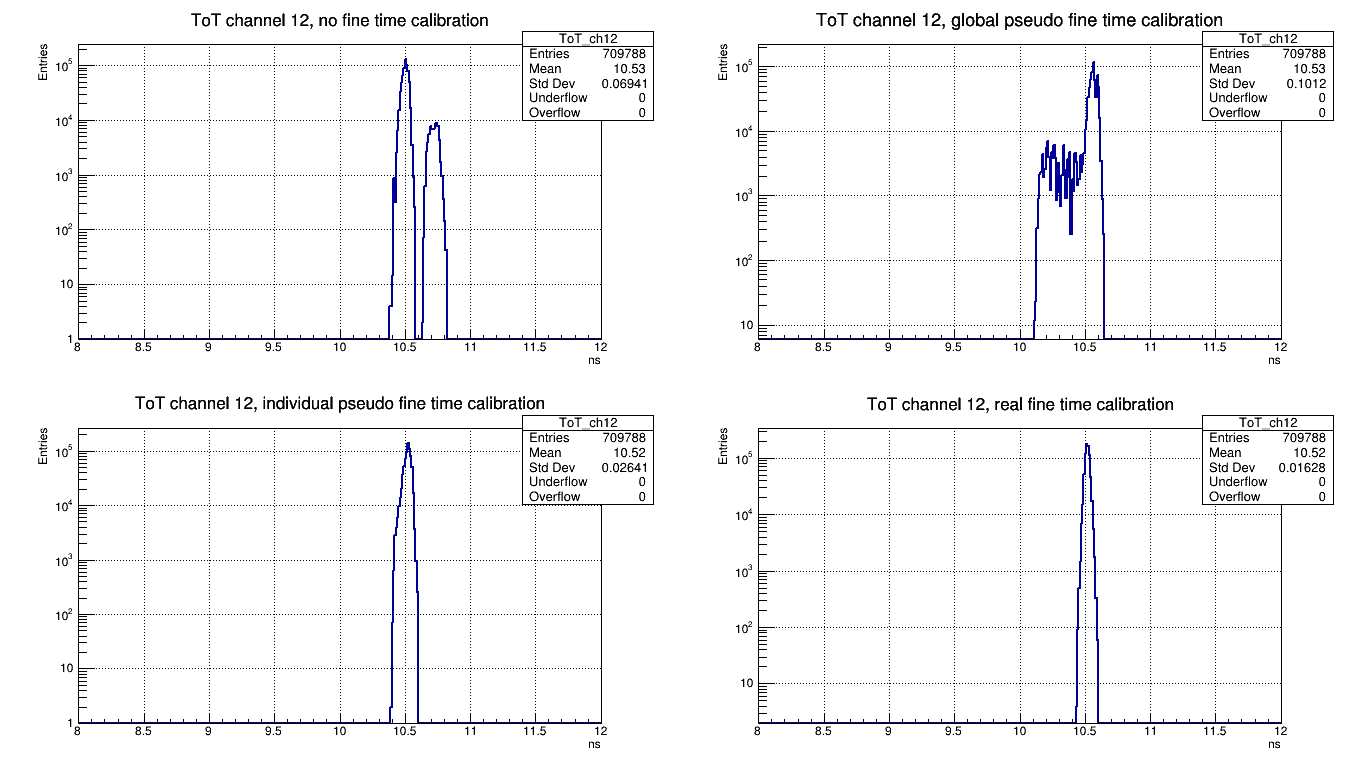 ToT channel 12, no fine time calibration
Entries
ToT_ch12
Entries 709788
Mean 10.53
Std Dev 0.06941
Underflow 0
Overflow 0
10^5
10^4
10^3
10^2
10
1
8 8.5 9 9.5 10 10.5 11 11.5 12
ns
ToT channel 12, global pseudo fine time calibration
Entries
ToT_ch12
Entries 709788
Mean 10.53
Std Dev 0.1012
Underflow 0
Overflow 0
10^5
10^4
10^3
10^2
10
8 8.5 9 9.5 10 10.5 11 11.5 12
ns
ToT channel 12, individual pseudo fine time calibration
Entries
ToT_ch12
Entries 709788
Mean 10.52
Std Dev 0.02641
Underflow 0
Overflow 0
10^5
10^4
10^3
10^2
10
1
8 8.5 9 9.5 10 10.5 11 11.5 12
ns
ToT channel 12, real fine time calibration
Entries
ToT_ch12
Entries 709788
Mean 10.52
Std Dev 0.01628
Underflow 0
Overflow 0
10^5
10^4
10^3
10^2
10
8 8.5 9 9.5 10 10.5 11 11.5 12
ns